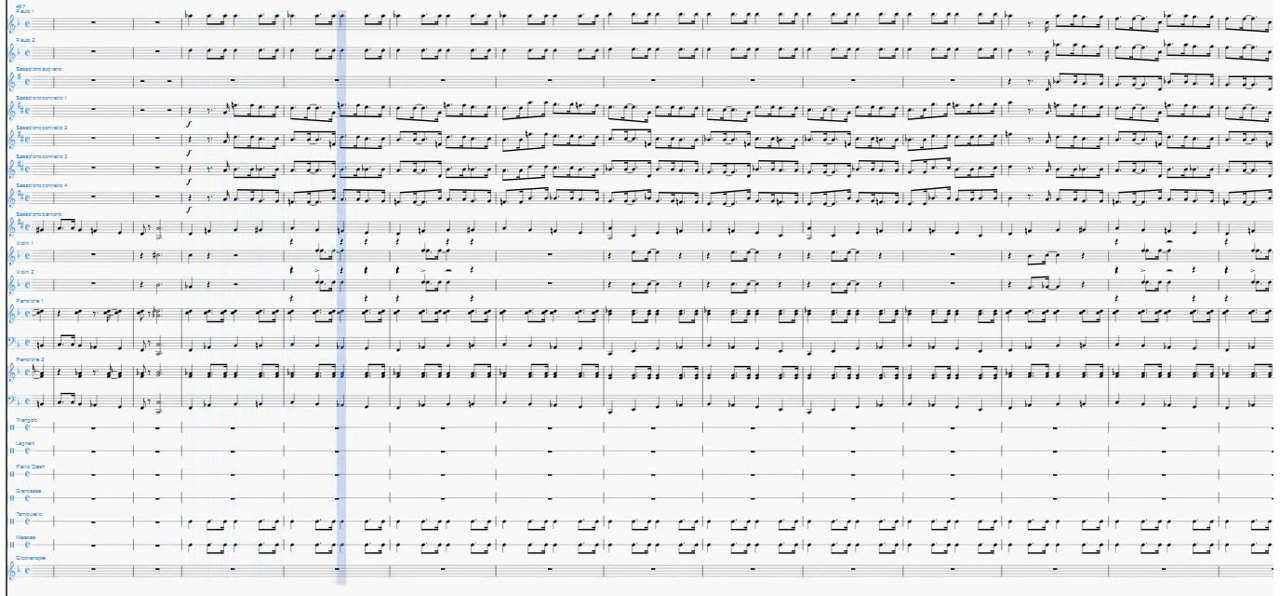 Flauto 1
Flauto 2
Sassofono soprano
Sassofono contralto 1
Sassofono contralto 2
Sassofono contralto 3
Sassofono contralto 4
Sassofono baritono
Violini 1
Violini 2
Pianoforte 1
Pianoforte 2
Triangolo
Legnetti
Piatto Crash
Grancassa
Tamburello
Maracas
Glockenspiel
f
f
f
f